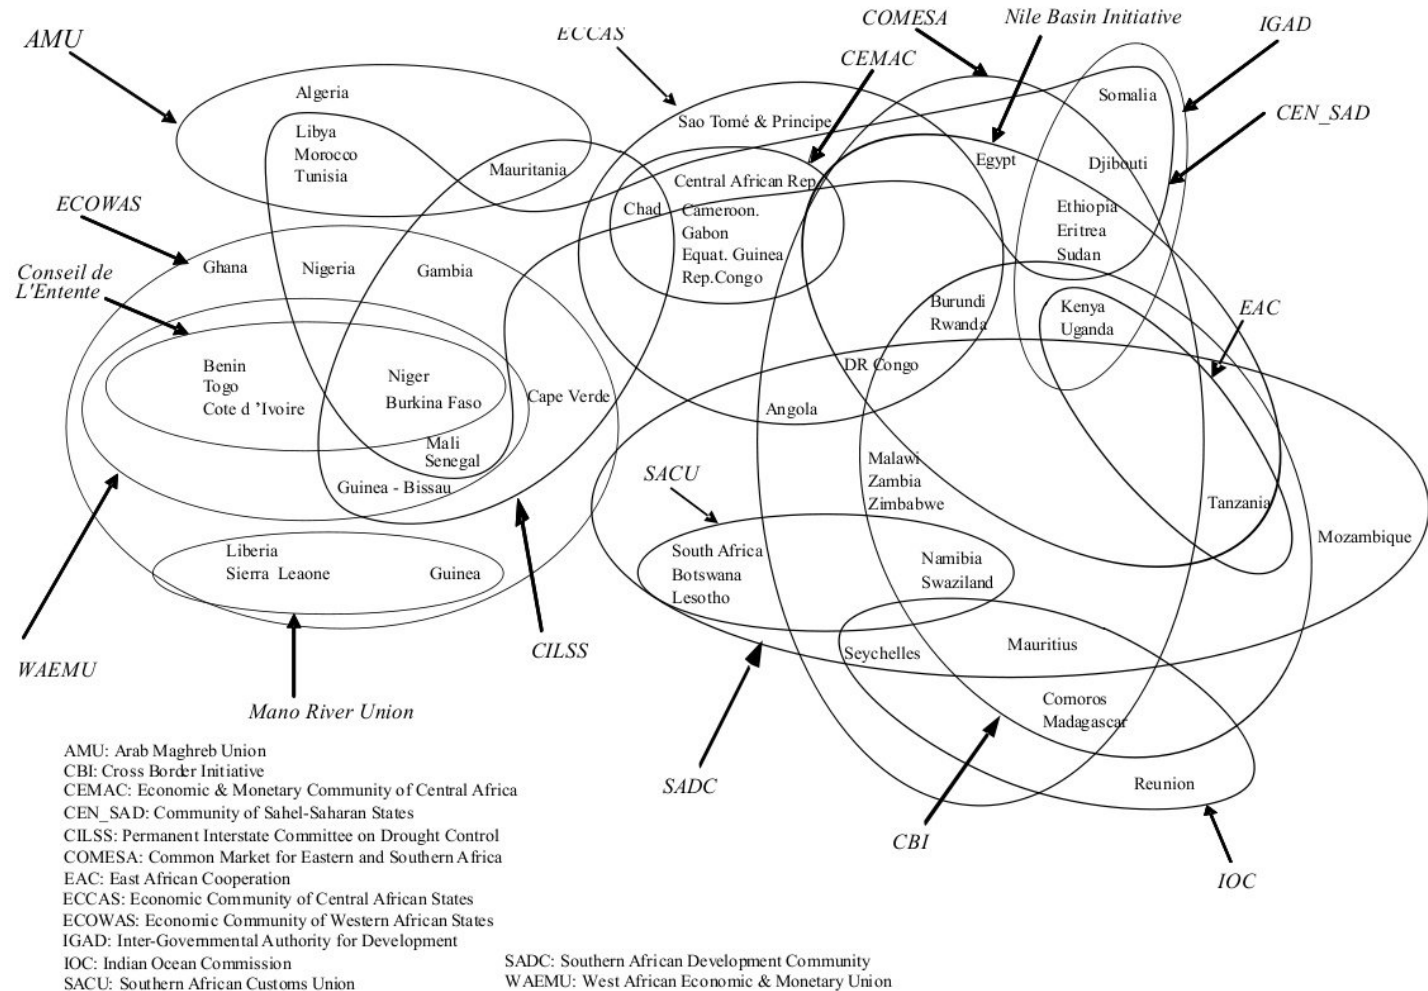 COMESA
Nile Basin Initiative
IGAD
AMU
ECCAS
CEMAC
CEN_SAD
Algeria
Somalia
Sao Tomé & Principe
Libya
Morocco
Tunisia
Mauritania
Egypt
Djibouti
Central African Rep.
Chad
Cameroon.
Gabon
Equat. Guinea
Rep.Congo
Ethiopia
Eritrea
Sudan
ECOWAS
Conseil de
L'Entente
Ghana
Nigeria
Gambia
Burundi
Rwanda
Kenya
Uganda
EAC
Benin
Togo
Cote d ’Ivoire
Niger
Burkina Faso
Cape Verde
DR Congo
Angola
Mali
Senegal
Guinea - Bissau
SACU
Malawi
Zambia
Zimbabwe
Tanzania
Mozambique
Liberia
Sierra Leaone
Guinea
South Africa
Botswana
Lesotho
Namibia
Swaziland
WAEMU
CILSS
Mano River Union
Seychelles
Mauritius
Comoros
Madagascar
Reunion
SADC
CBI
IOC
AMU: Arab Maghreb Union
CBI: Cross Border Initiative
CEMAC: Economic & Monetary Community of Central Africa
CEN_SAD: Community of Sahel-Saharan States
CILSS: Permanent Interstate Committee on Drought Control
COMESA: Common Market for Eastern and Southern Africa
EAC: East African Cooperation
ECCAS: Economic Community of Central African States
ECOWAS: Economic Community of Western African States
IGAD: Inter-Governmental Authority for Development
IOC: Indian Ocean Commission
SACU: Southern African Customs Union
SADC: Southern African Development Community
WAEMU: West African Economic & Monetary Union